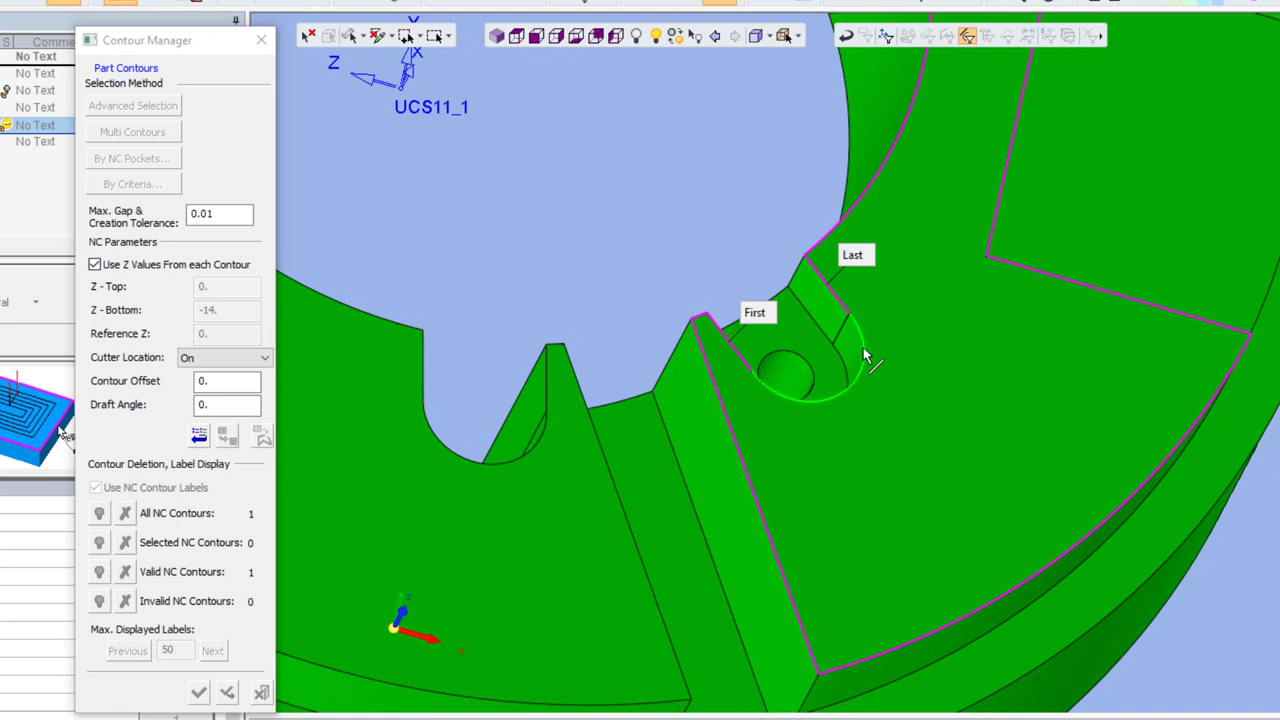 S Comme
No Text
No Text
No Text
No Text
No Text
No Text
Contour Manager
Part Contours
Selection Method
Advanced Selection
Multi Contours
By NC Pockets...
By Criteria...
Max. Gap &
Creation Tolerance: 0.01
NC Parameters
Use Z Values From each Contour
Z - Top: 0.
Z - Bottom: -14.
Reference Z: 0.
Cutter Location: On
Contour Offset 0.
Draft Angle: 0.
Contour Deletion, Label Display
Use NC Contour Labels
All NC Contours: 1
Selected NC Contours: 0
Valid NC Contours: 1
Invalid NC Contours: 0
Max. Displayed Labels:
Previous 50 Next
Y
X
Z
UCS11_1
Last
First
z
x